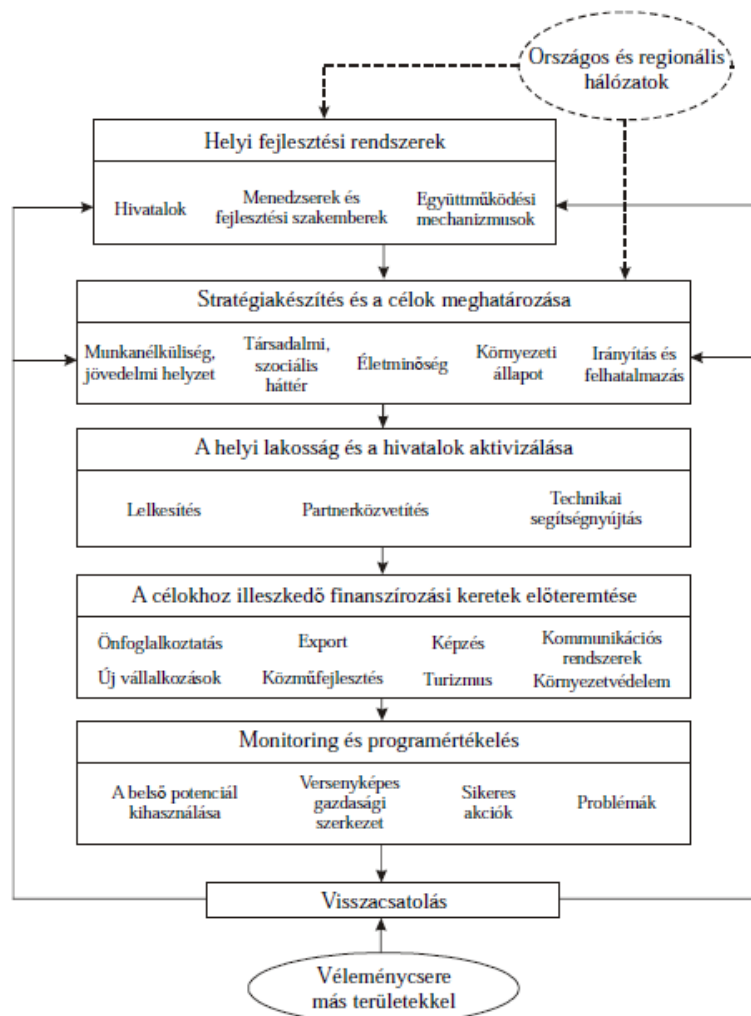 Országos és regionális
hálózatok
Helyi fejlesztési rendszerek
Hivatalok
Menedzserek és
fejlesztési szakemberek
Együttműködési
mechanizmusok
Stratégiakészítés és a célok meghatározása
Munkanélküliség,
jövedelmi helyzet
Társadalmi,
szociális
háttér
Életminőség
Környezeti
állapot
Irányítás és
felhatalmazás
A helyi lakosság és a hivatalok aktivizálása
Lelkesítés
Partnerközvetítés
Technikai
segítségnyújtás
A célokhoz illeszkedő finanszírozási keretek előteremtése
Önfoglalkoztatás
Export
Képzés
Kommunikációs
rendszerek
Új vállalkozások
Közműfejlesztés
Turizmus
Környezetvédelem
Monitoring és programértékelés
A belső potenciál
kihasználása
Versenyképes
gazdasági
szerkezet
Sikeres
akciók
Problémák
Visszacsatolás
Véleménycsere
más területekkel